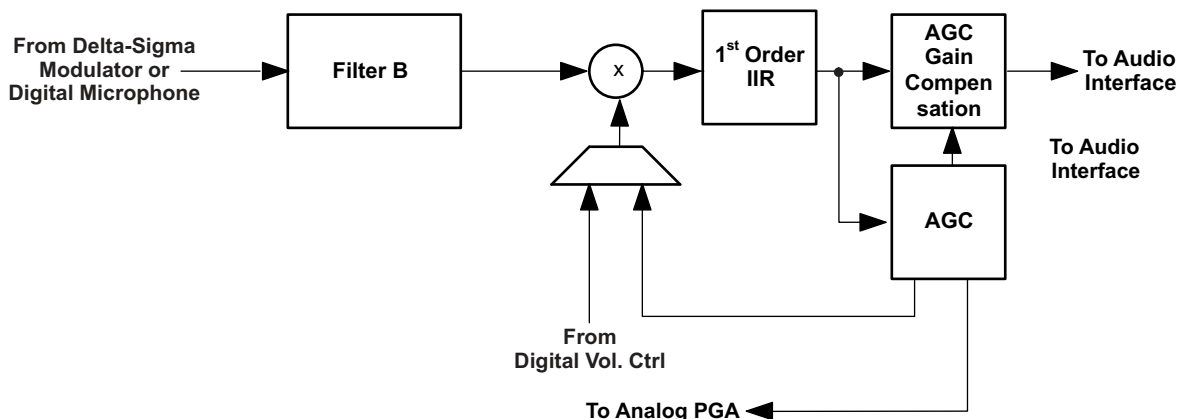 From Delta-Sigma
Modulator or
Digital Microphone
Filter B
x
1st Order
IIR
AGC
Gain
Compen
sation
To Audio
Interface
To Audio
Interface
AGC
From
Digital Vol. Ctrl
To Analog PGA